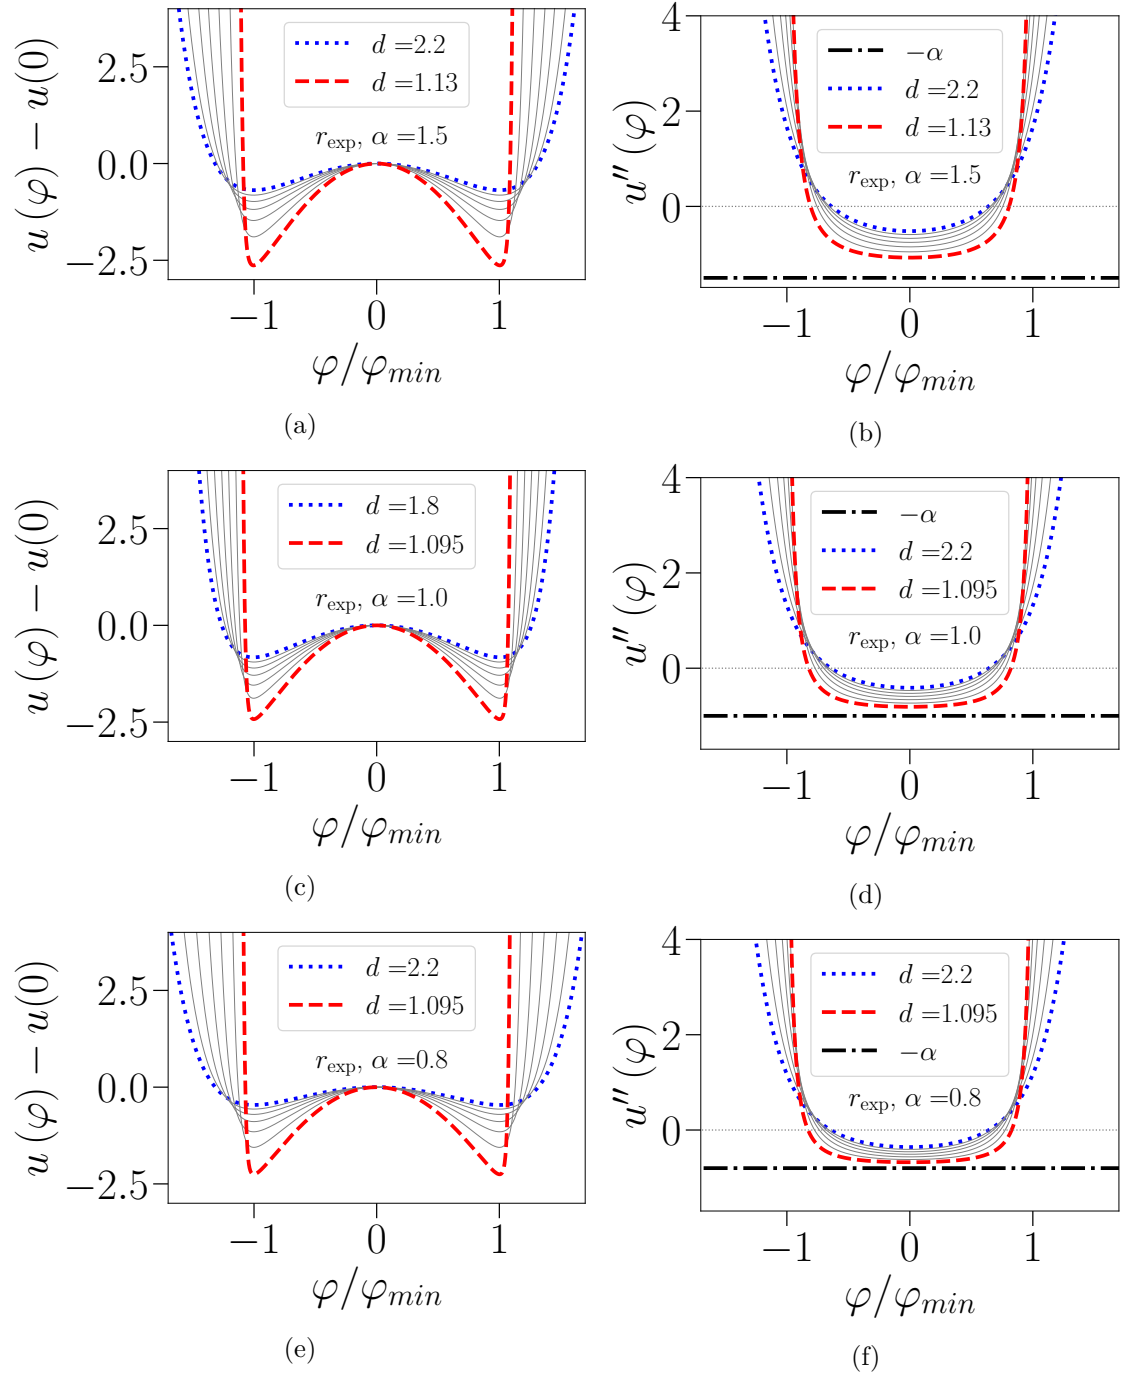 u(φ) − u(0)
2.5
0.0
−2.5
d =2.2
d =1.13
r_exp, α =1.5
−1 0 1
φ/φ_min
(a)
u′′(φ)
4
2
0
−α
d =2.2
d =1.13
r_exp, α =1.5
−1 0 1
φ/φ_min
(b)
u(φ) − u(0)
2.5
0.0
−2.5
d =1.8
d =1.095
r_exp, α =1.0
−1 0 1
φ/φ_min
(c)
u′′(φ)
4
2
0
−α
d =2.2
d =1.095
r_exp, α =1.0
−1 0 1
φ/φ_min
(d)
u(φ) − u(0)
2.5
0.0
−2.5
d =2.2
d =1.095
r_exp, α =0.8
−1 0 1
φ/φ_min
(e)
u′′(φ)
4
2
0
d =2.2
d =1.095
−α
r_exp, α =0.8
−1 0 1
φ/φ_min
(f)